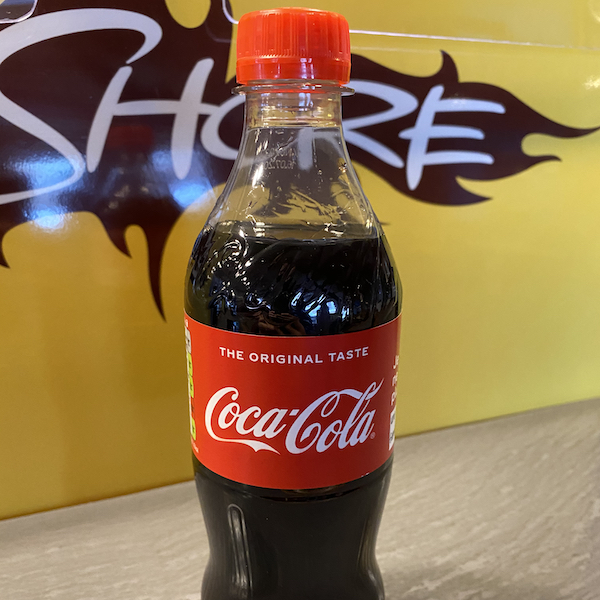 SHORE
THE ORIGINAL TASTE
Coca-Cola